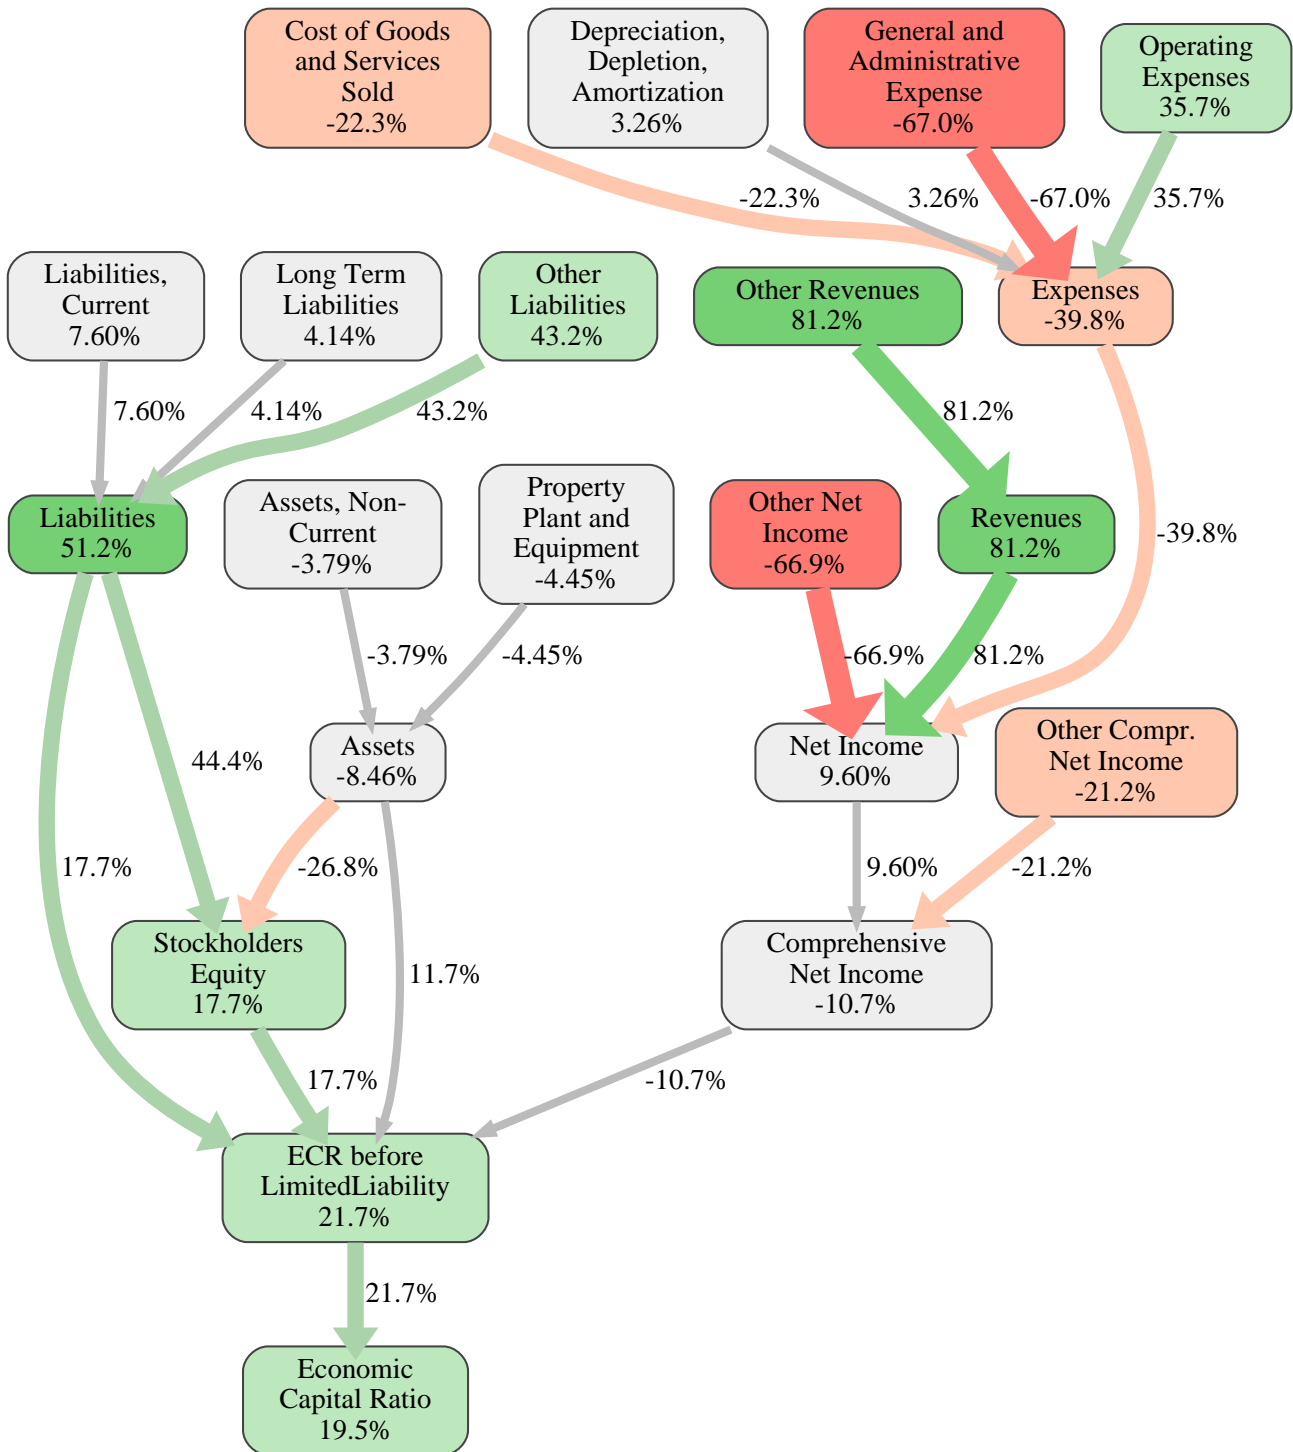 Cost of Goods
and Services
Sold
-22.3%
Depreciation,
Depletion,
Amortization
3.26%
General and
Administrative
Expense
-67.0%
Operating
Expenses
35.7%
-22.3%
3.26%
-67.0%
35.7%
Liabilities,
Current
7.60%
Long Term
Liabilities
4.14%
Other
Liabilities
43.2%
Other Revenues
81.2%
Expenses
-39.8%
7.60%
4.14%
43.2%
81.2%
-39.8%
Liabilities
51.2%
Assets, Non-
Current
-3.79%
Property
Plant and
Equipment
-4.45%
Other Net
Income
-66.9%
Revenues
81.2%
-3.79%
-4.45%
-66.9%
81.2%
44.4%
Assets
-8.46%
Net Income
9.60%
Other Compr.
Net Income
-21.2%
17.7%
-26.8%
9.60%
-21.2%
Stockholders
Equity
17.7%
11.7%
Comprehensive
Net Income
-10.7%
17.7%
-10.7%
ECR before
LimitedLiability
21.7%
21.7%
Economic
Capital Ratio
19.5%